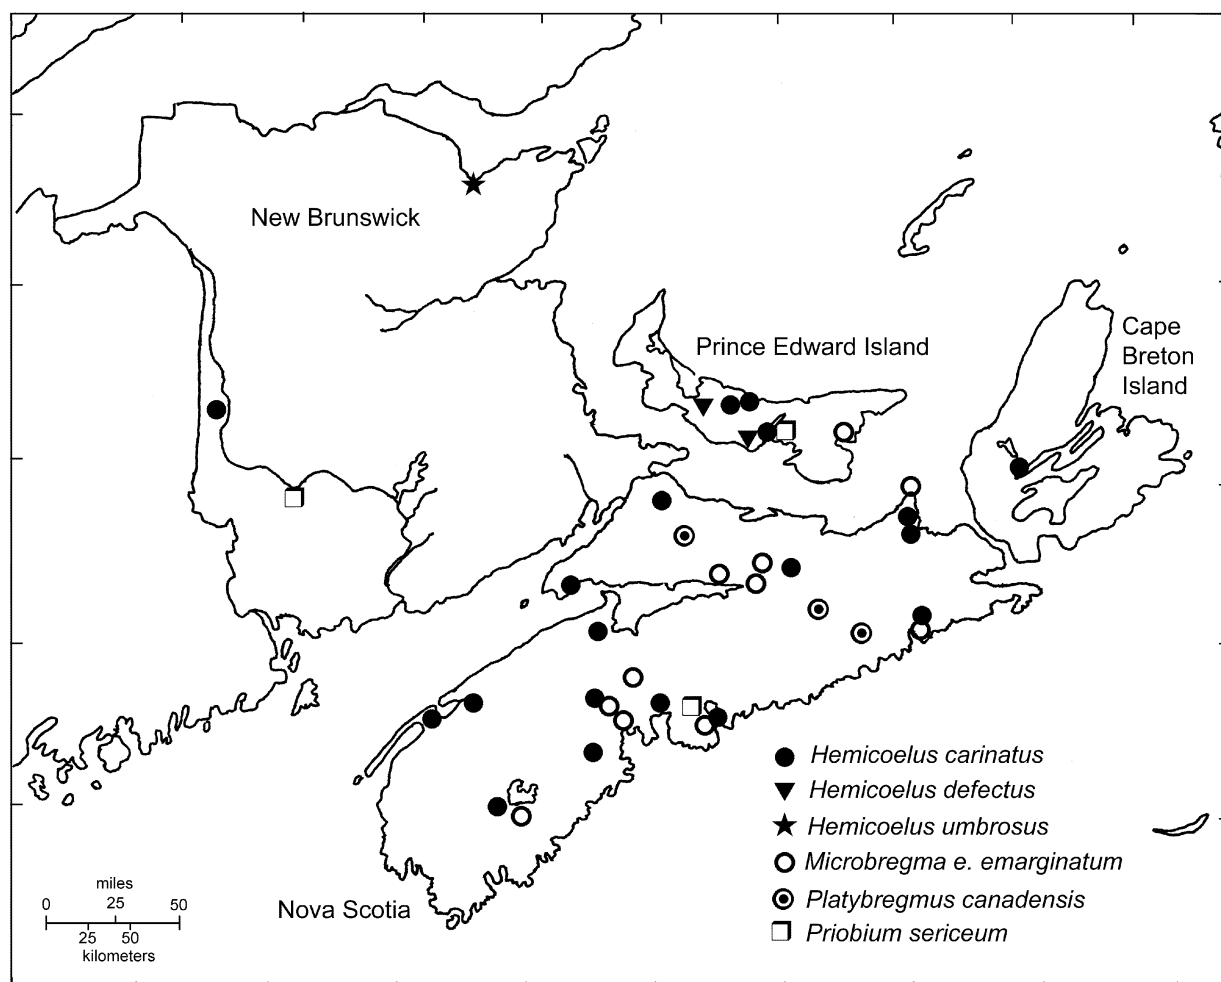 New Brunswick
Prince Edward Island
Cape
Breton
Island
Nova Scotia
miles
0 25 50
25 50
kilometers
Hemicoelus carinatus
Hemicoelus defectus
Hemicoelus umbrosus
Microbregma e. emarginatum
Platybregmus canadensis
Priobium sericeum